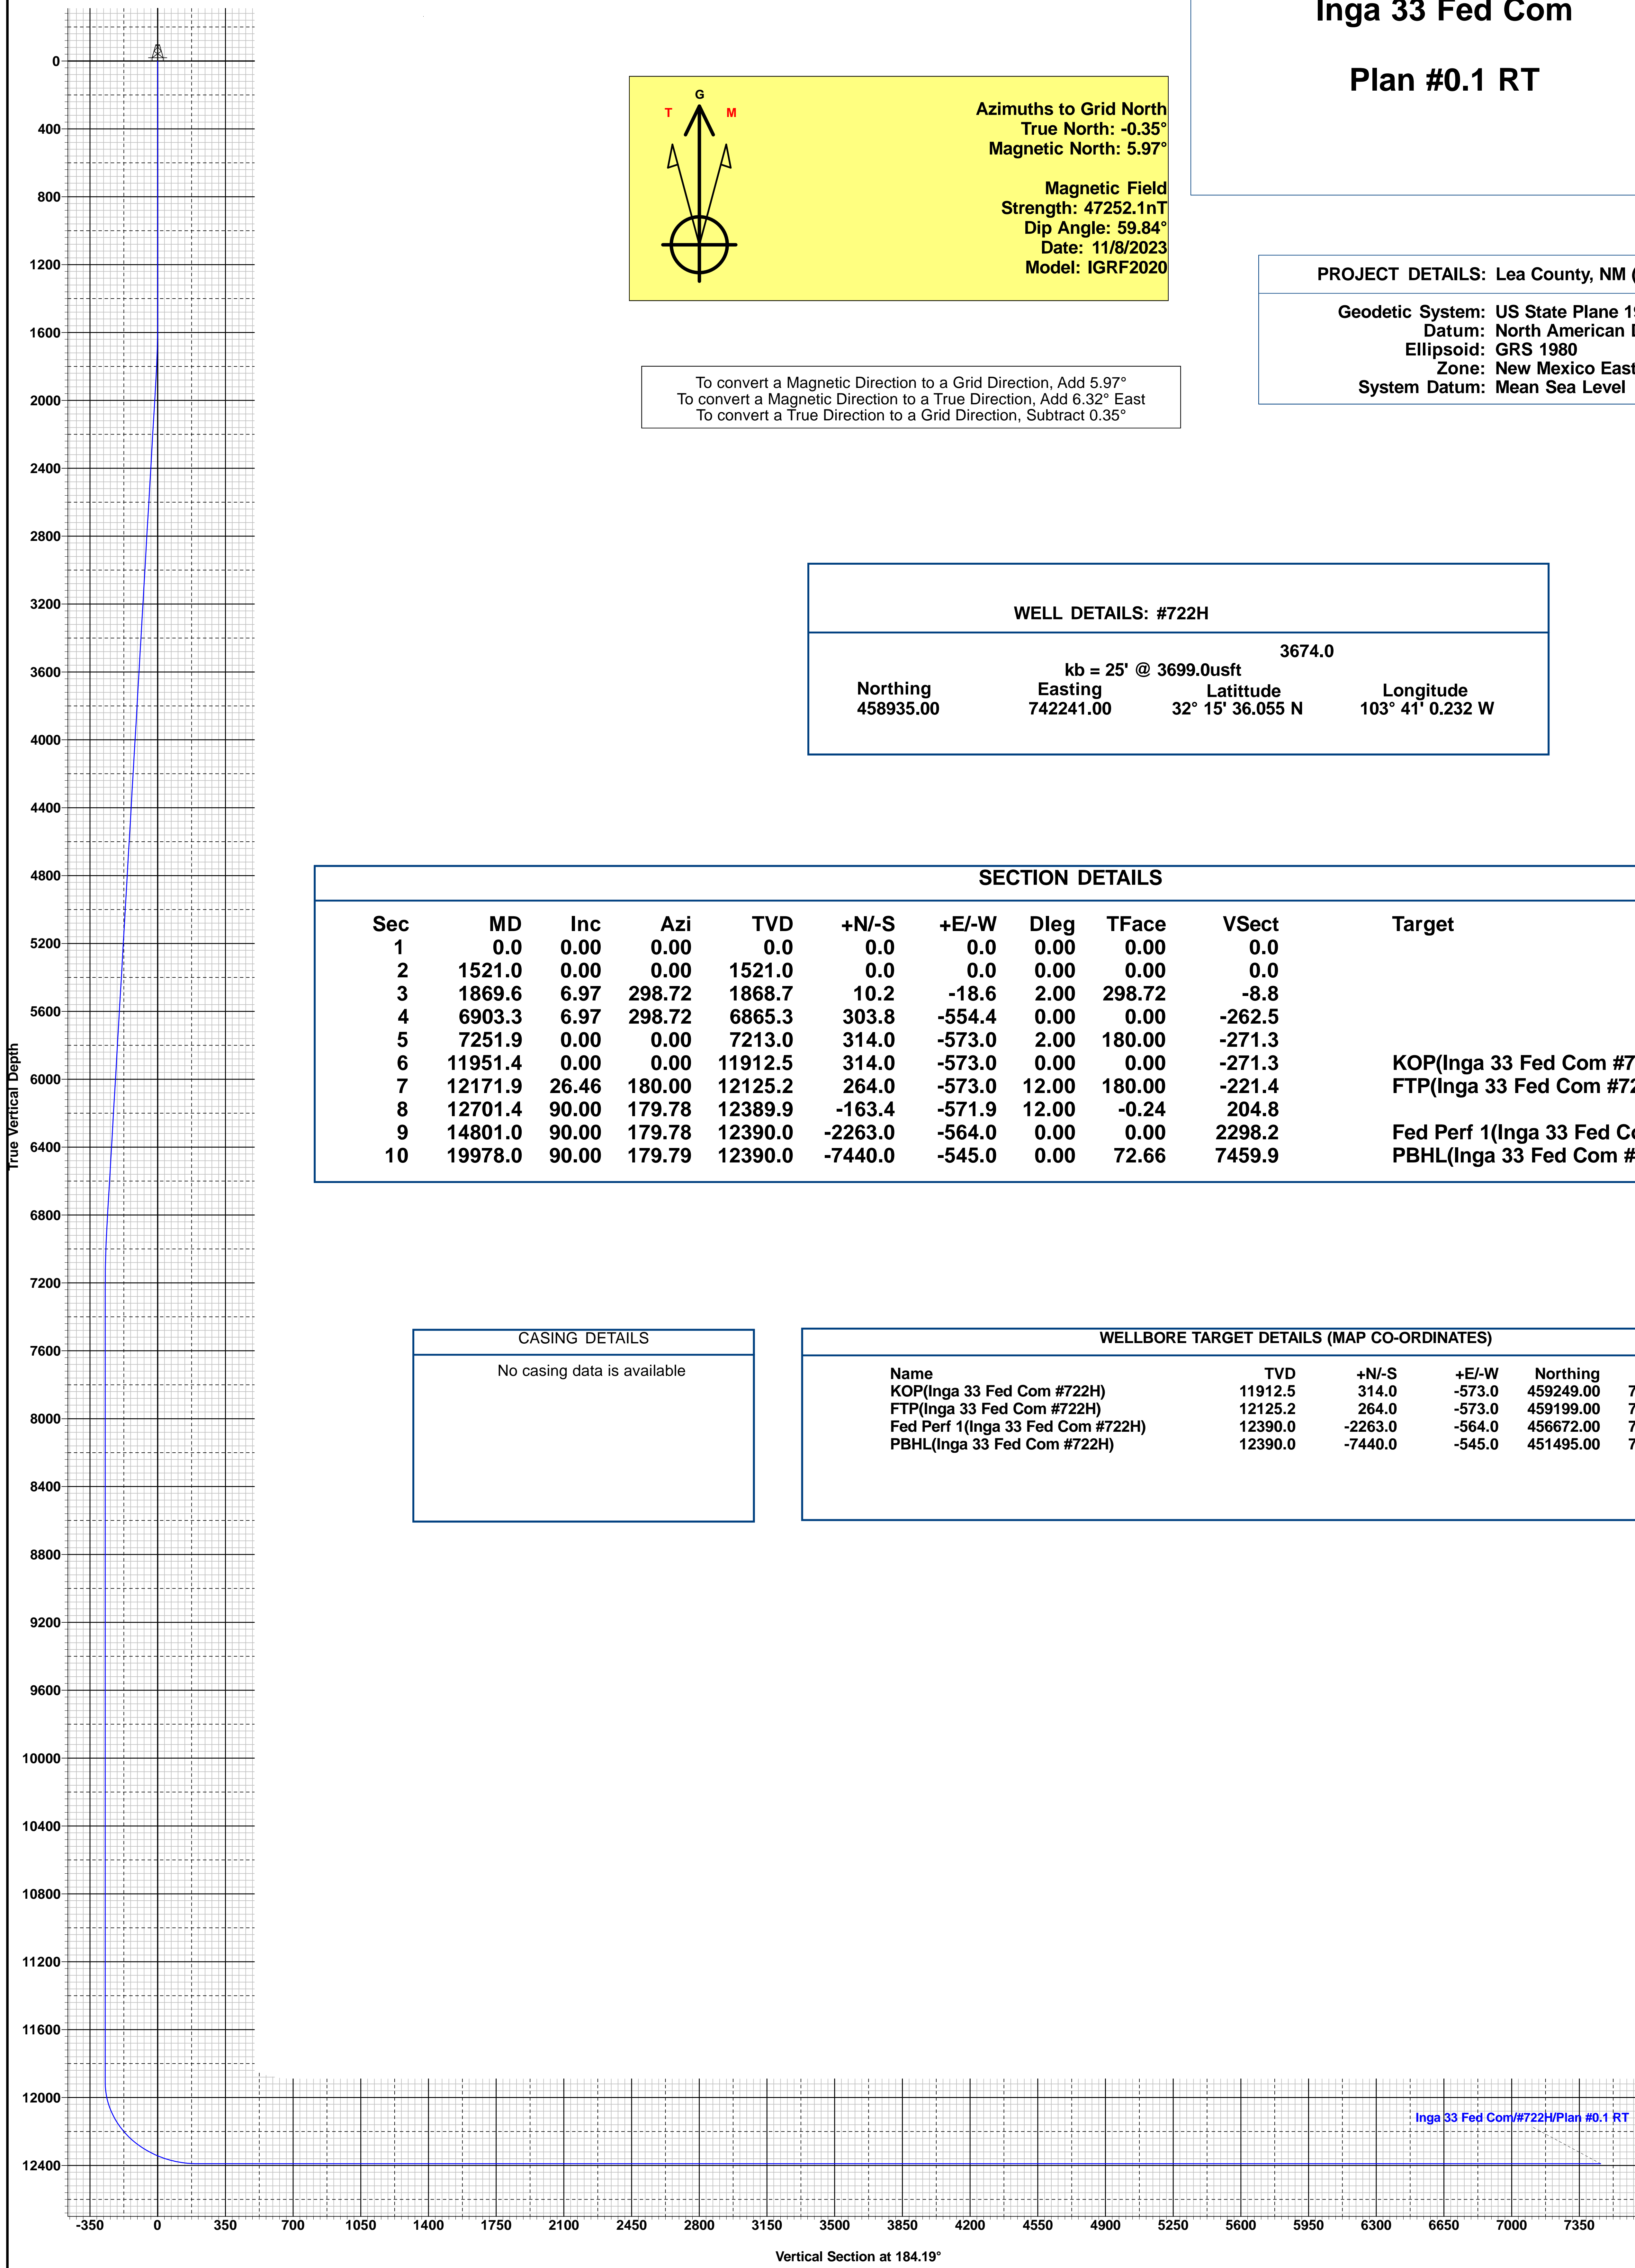 Inga 33 Fed Com
Plan #0.1 RT
G
T M
Azimuths to Grid North
True North: -0.35°
Magnetic North: 5.97°
Magnetic Field
Strength: 47252.1nT
Dip Angle: 59.84°
Date: 11/8/2023
Model: IGRF2020
PROJECT DETAILS: Lea County, NM (
Geodetic System: US State Plane 1
Datum: North American
Ellipsoid: GRS 1980
Zone: New Mexico East
System Datum: Mean Sea Level
To convert a Magnetic Direction to a Grid Direction, Add 5.97°
To convert a Magnetic Direction to a True Direction, Add 6.32° East
To convert a True Direction to a Grid Direction, Subtract 0.35°
WELL DETAILS: #722H
3674.0
kb = 25' @ 3699.0usft
Northing Easting Latittude Longitude
458935.00 742241.00 32° 15' 36.055 N 103° 41' 0.232 W
SECTION DETAILS
Sec MD Inc Azi TVD +N/-S +E/-W Dleg TFace VSect Target
1 0.0 0.00 0.00 0.0 0.0 0.0 0.00 0.00 0.0
2 1521.0 0.00 0.00 1521.0 0.0 0.0 0.00 0.00 0.0
3 1869.6 6.97 298.72 1868.7 10.2 -18.6 2.00 298.72 -8.8
4 6903.3 6.97 298.72 6865.3 303.8 -554.4 0.00 0.00 -262.5
5 7251.9 0.00 0.00 7213.0 314.0 -573.0 2.00 180.00 -271.3
6 11951.4 0.00 0.00 11912.5 314.0 -573.0 0.00 0.00 -271.3 KOP(Inga 33 Fed Com #7
7 12171.9 26.46 180.00 12125.2 264.0 -573.0 12.00 180.00 -221.4 FTP(Inga 33 Fed Com #72
8 12701.4 90.00 179.78 12389.9 -163.4 -571.9 12.00 -0.24 204.8
9 14801.0 90.00 179.78 12390.0 -2263.0 -564.0 0.00 0.00 2298.2 Fed Perf 1(Inga 33 Fed C
10 19978.0 90.00 179.79 12390.0 -7440.0 -545.0 0.00 72.66 7459.9 PBHL(Inga 33 Fed Com #
CASING DETAILS
No casing data is available
WELLBORE TARGET DETAILS (MAP CO-ORDINATES)
Name TVD +N/-S +E/-W Northing
KOP(Inga 33 Fed Com #722H) 11912.5 314.0 -573.0 459249.00 7
FTP(Inga 33 Fed Com #722H) 12125.2 264.0 -573.0 459199.00 7
Fed Perf 1(Inga 33 Fed Com #722H) 12390.0 -2263.0 -564.0 456672.00 7
PBHL(Inga 33 Fed Com #722H) 12390.0 -7440.0 -545.0 451495.00 7
True Vertical Depth
0
400
800
1200
1600
2000
2400
2800
3200
3600
4000
4400
4800
5200
5600
6000
6400
6800
7200
7600
8000
8400
8800
9200
9600
10000
10400
10800
11200
11600
12000
12400
Inga 33 Fed Com/#722H/Plan #0.1 RT
-350 0 350 700 1050 1400 1750 2100 2450 2800 3150 3500 3850 4200 4550 4900 5250 5600 5950 6300 6650 7000 7350
Vertical Section at 184.19°